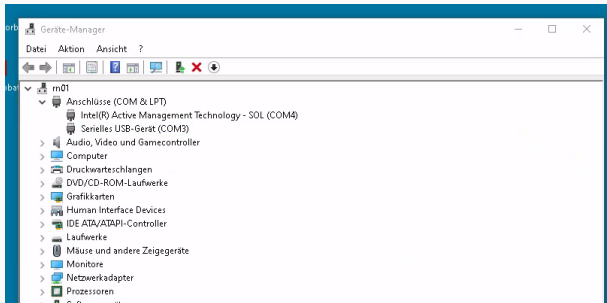 Geräte-Manager
Datei Aktion Ansicht ?
rn01
Anschlüsse (COM & LPT)
Intel(R) Active Management Technology - SOL (COM4)
Serielles USB-Gerät (COM3)
Audio, Video und Gamecontroller
Computer
Druckwarteschlangen
DVD/CD-ROM-Laufwerke
Grafikkarten
Human Interface Devices
IDE ATA/ATAPI-Controller
Laufwerke
Mäuse und andere Zeigegeräte
Monitore
Netzwerkadapter
Prozessoren